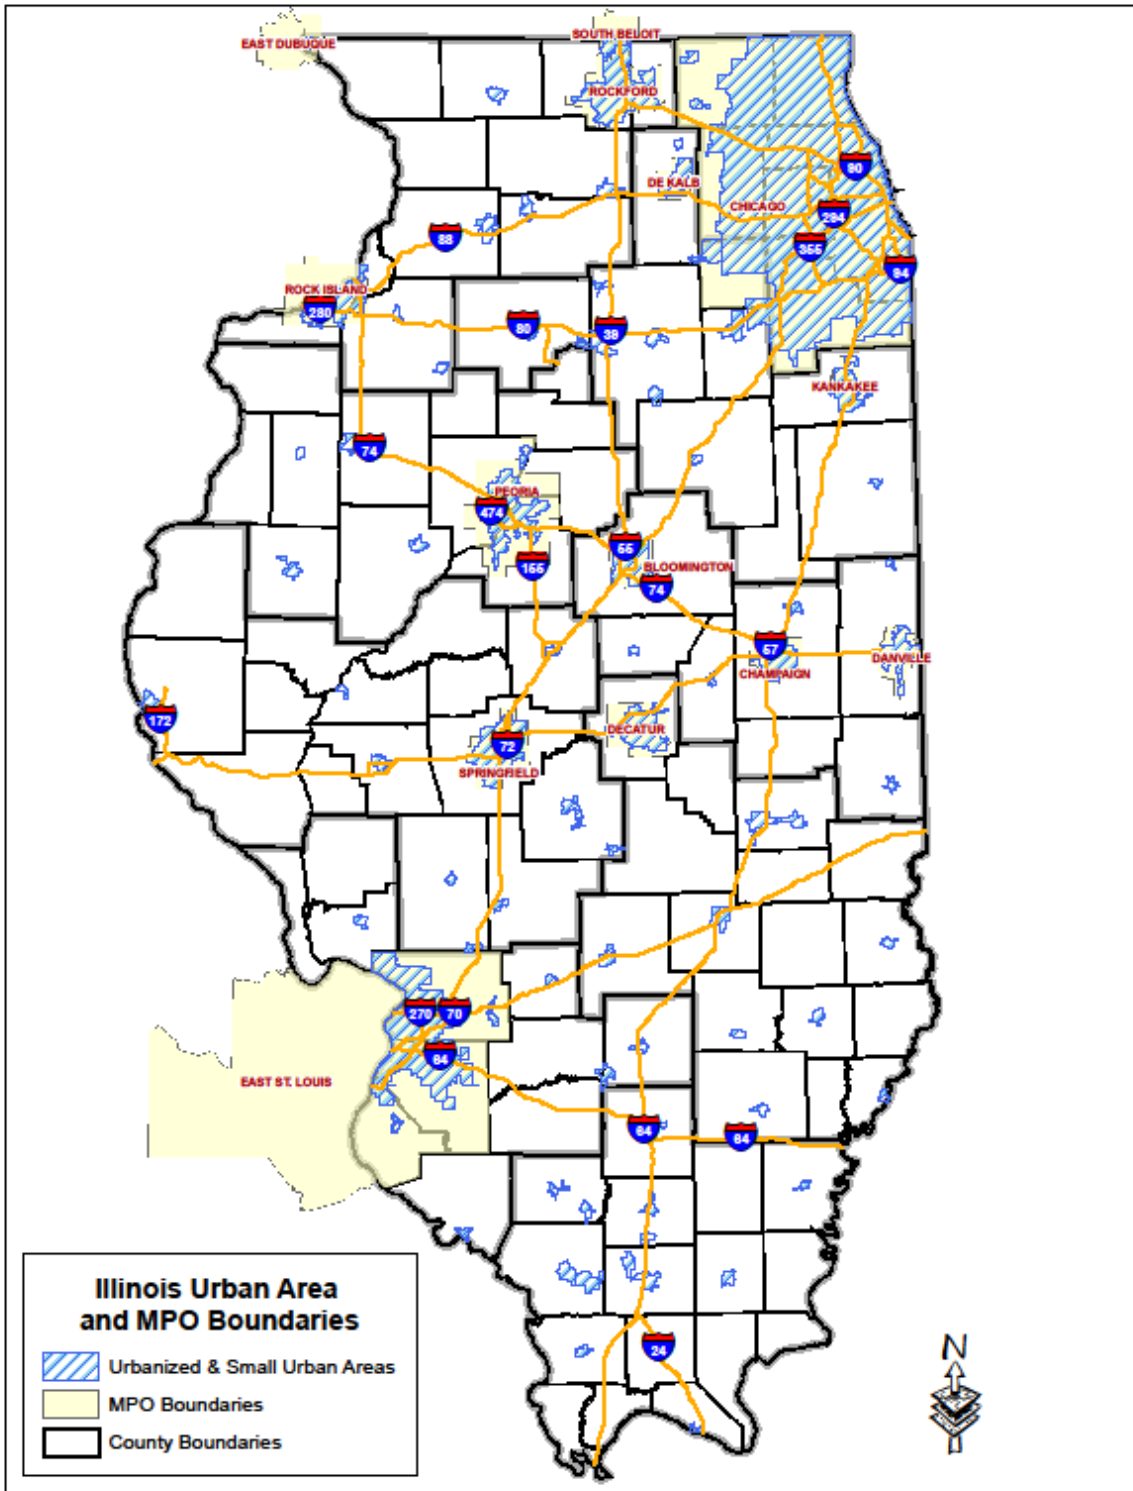 EAST DUBUQUE
SOUTH BELOIT
ROCKFORD
90
DE KALB
CHICAGO
294
88
355
94
ROCK ISLAND
280
80
39
KANKAKEE
74
PEORIA
474
55
155
BLOOMINGTON
74
57
DANVILLE
CHAMPAIGN
172
DECATUR
72
SPRINGFIELD
270
70
64
EAST ST. LOUIS
64
64
24
Illinois Urban Area
and MPO Boundaries
Urbanized & Small Urban Areas
MPO Boundaries
County Boundaries
N